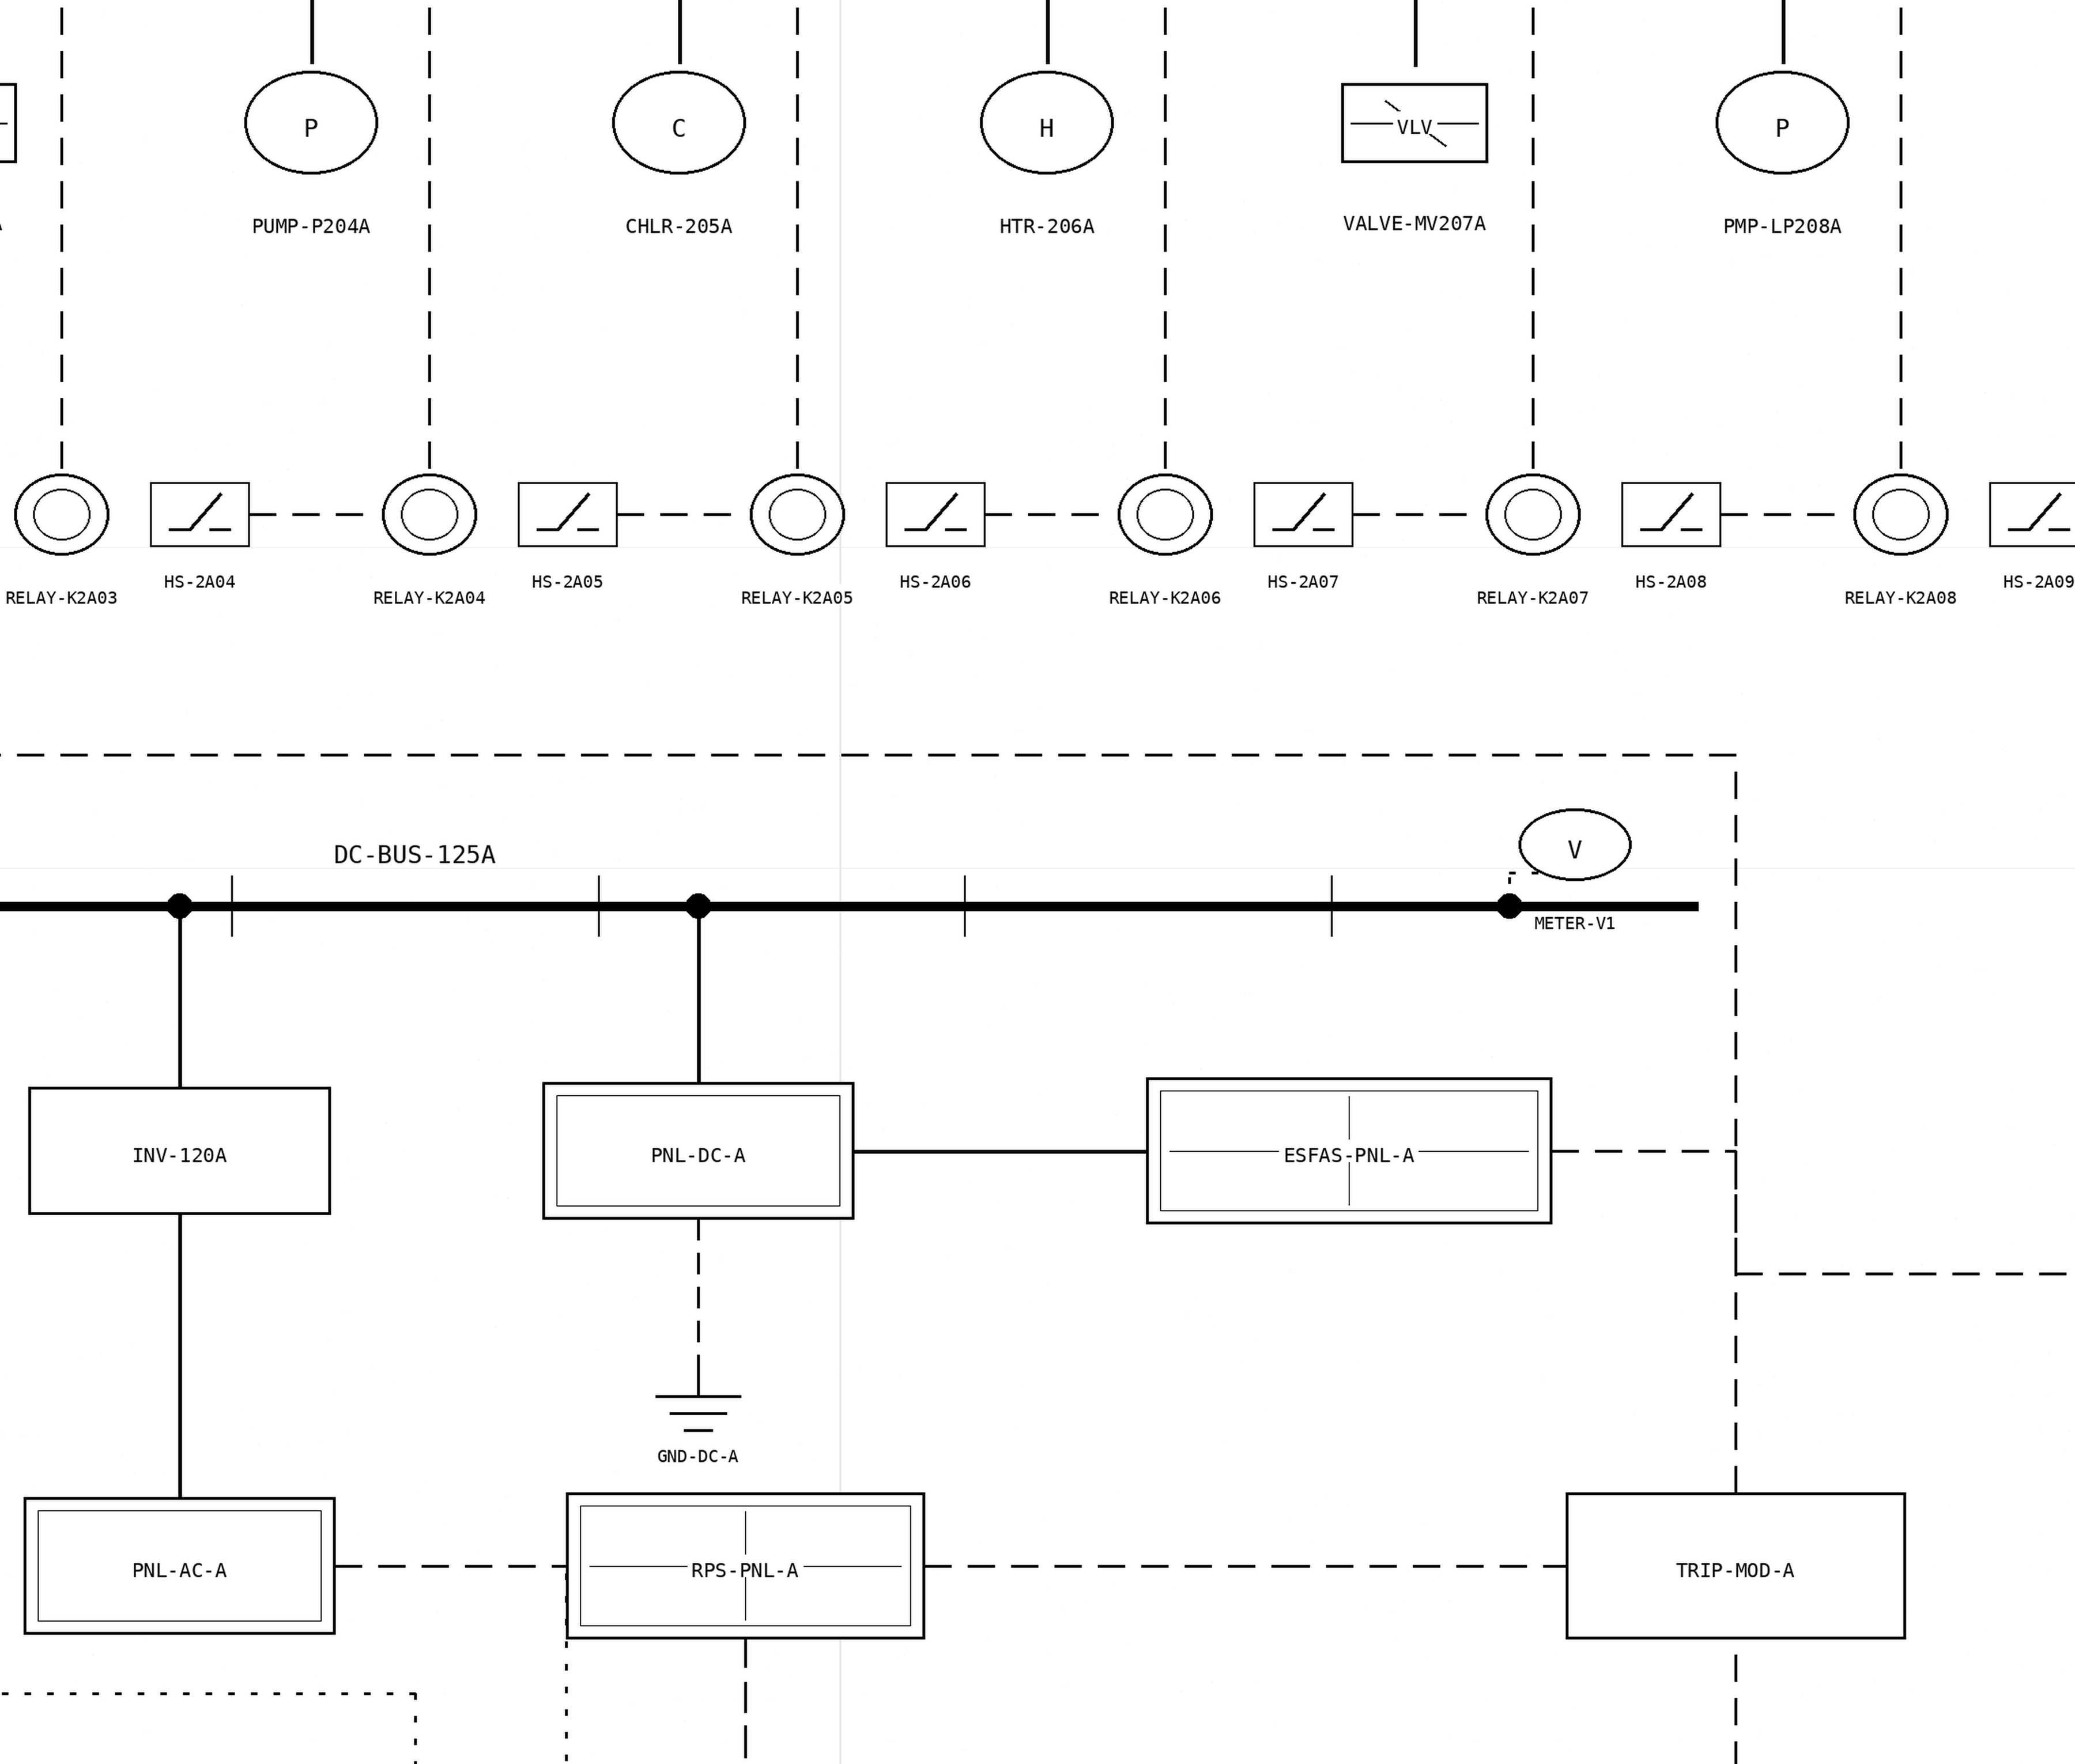 P
C
H
VLV
P
PUMP-P204A
CHLR-205A
HTR-206A
VALVE-MV207A
PMP-LP208A
HS-2A04
HS-2A05
HS-2A06
HS-2A07
HS-2A08
HS-2A09
RELAY-K2A03
RELAY-K2A04
RELAY-K2A05
RELAY-K2A06
RELAY-K2A07
RELAY-K2A08
DC-BUS-125A
V
METER-V1
INV-120A
PNL-DC-A
ESFAS-PNL-A
GND-DC-A
PNL-AC-A
RPS-PNL-A
TRIP-MOD-A